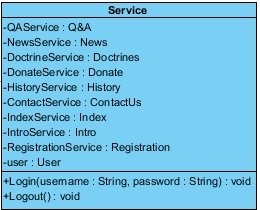 Service
-QAService : Q&A
-NewsService : News
-DoctrineService : Doctrines
-DonateService : Donate
-HistoryService : History
-ContactService : ContactUs
-IndexService : Index
-IntroService : Intro
-RegistrationService : Registration
-user : User
+Login(username : String, password : String) : void
+Logout() : void